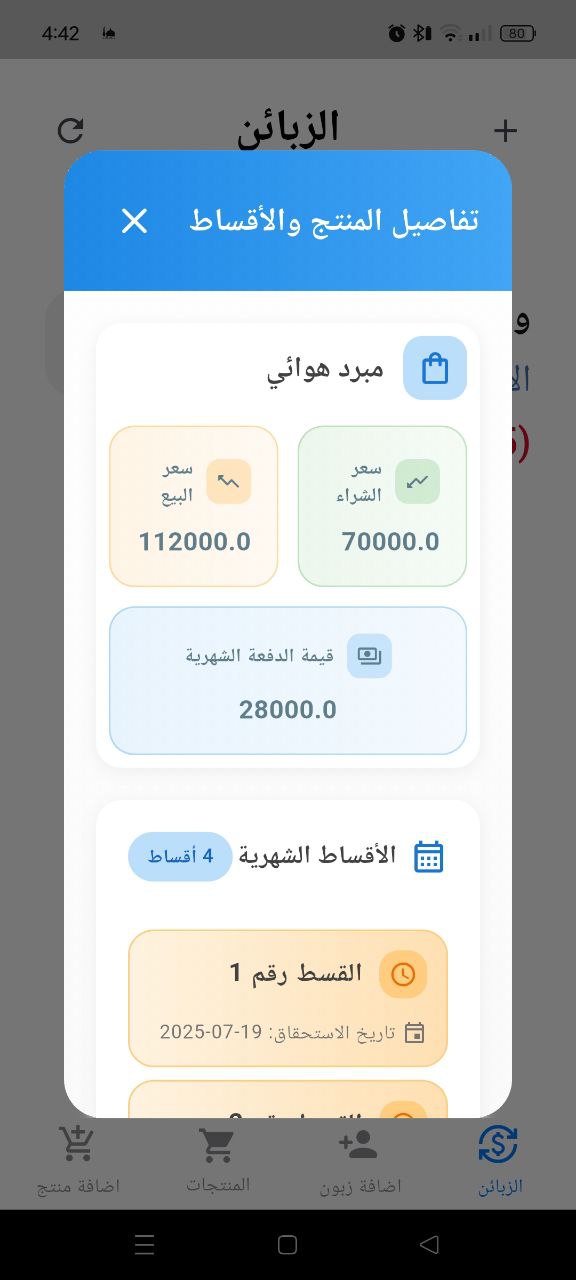 4:42
80
الزبائن
تفاصيل المنتج والأقساط
مبرد هوائي
سعر الشراء
70000.0
سعر البيع
112000.0
قيمة الدفعة الشهرية
28000.0
الأقساط الشهرية
4 أقساط
القسط رقم 1
تاريخ الاستحقاق: 19-07-2025
الزبائن
اضافة زبون
المنتجات
اضافة منتج